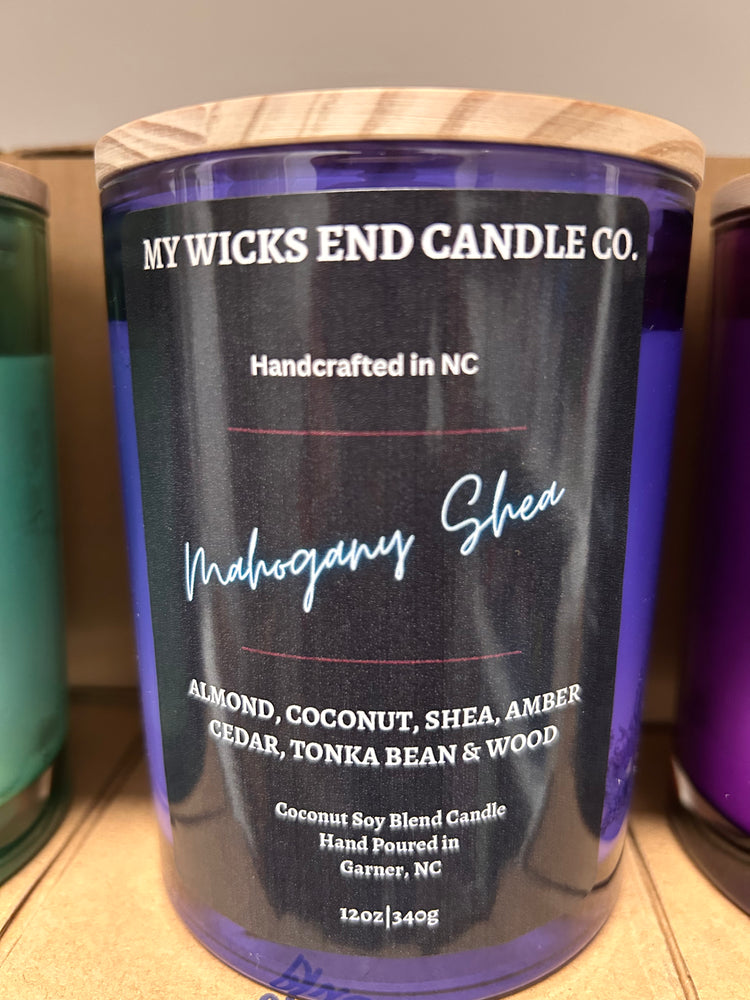 MY WICKS END CANDLE CO.
Handcrafted in NC
Mahogany Shea
ALMOND, COCONUT, SHEA, AMBER
CEDAR, TONKA BEAN & WOOD
Coconut Soy Blend Candle
Hand Poured in
Garner, NC
12oz|340g